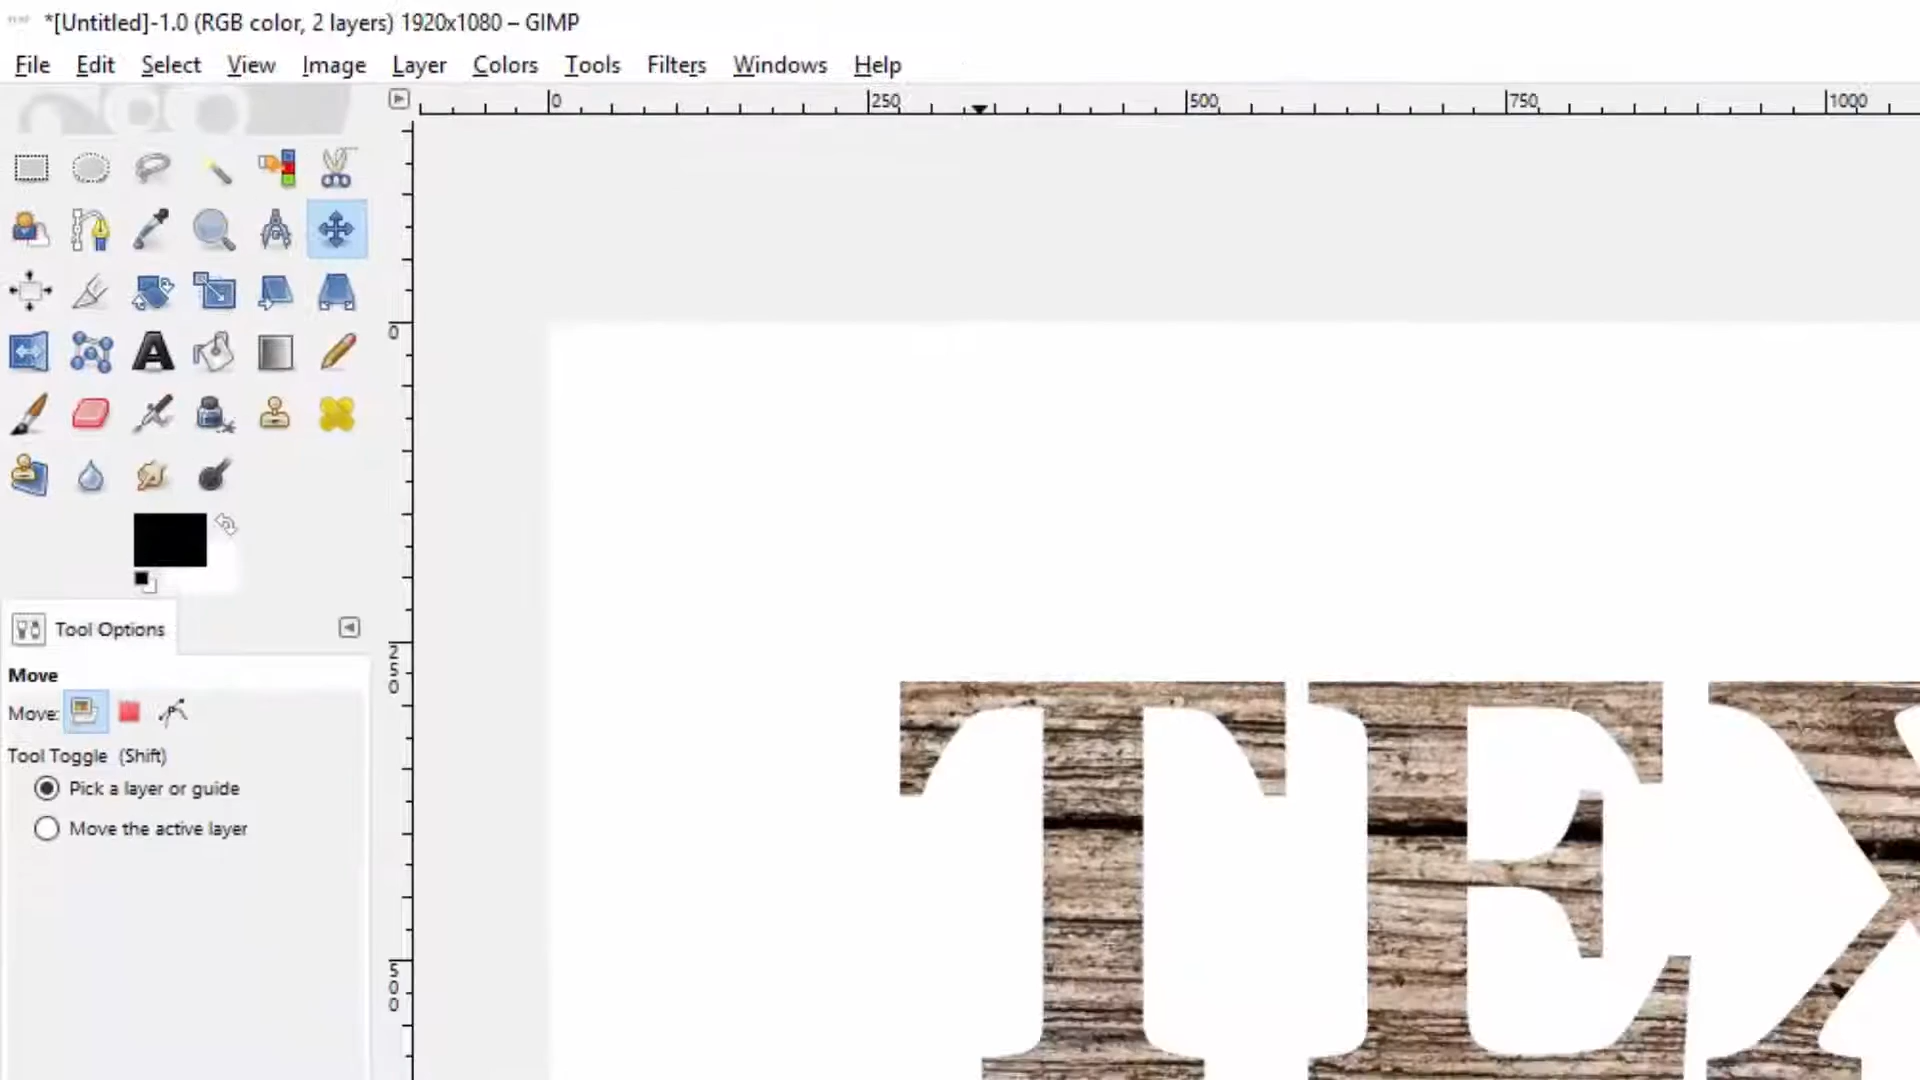 *[Untitled]-1.0 (RGB color, 2 layers) 1920x1080 – GIMP
File Edit Select View Image Layer Colors Tools Filters Windows Help
0 250 500 750 1000
0
250
500
Tool Options
Move
Move:
Tool Toggle (Shift)
Pick a layer or guide
Move the active layer
TEX